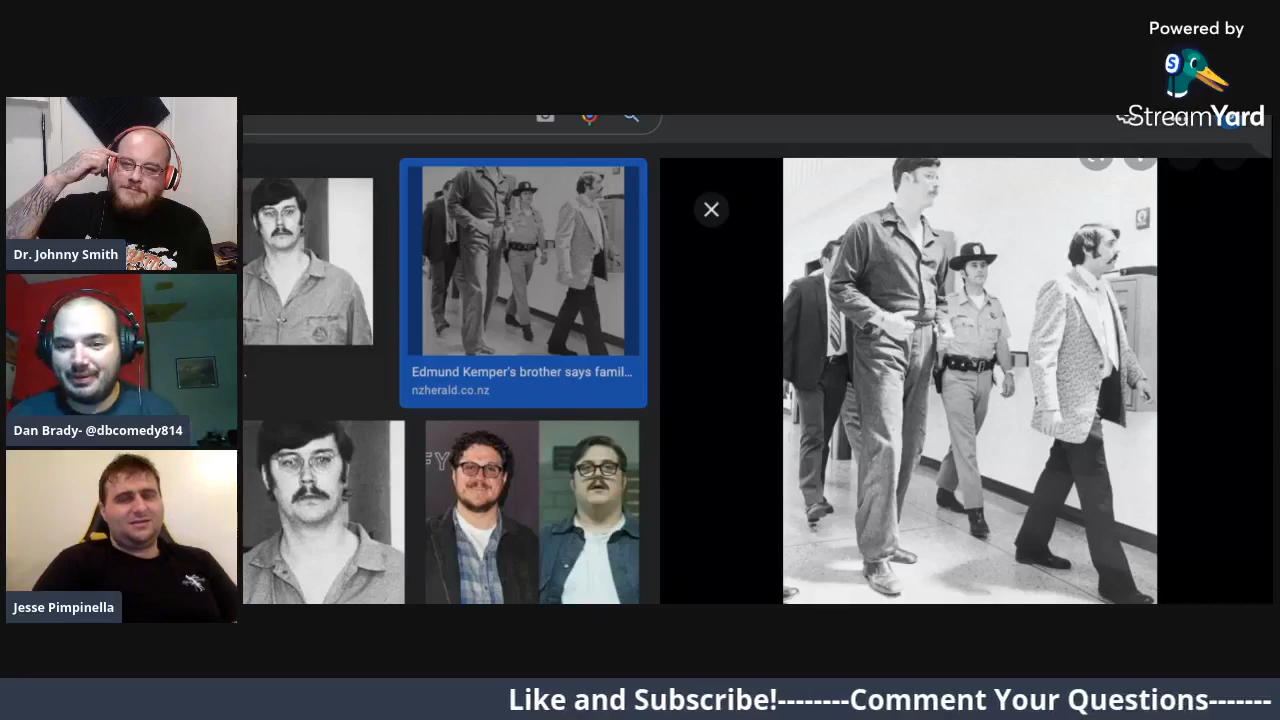 Powered by
StreamYard
Dr. Johnny Smith
Edmund Kemper's brother says famil...
nzherald.co.nz
Dan Brady- @dbcomedy814
FY
Jesse Pimpinella
Like and Subscribe!--------Comment Your Questions-------